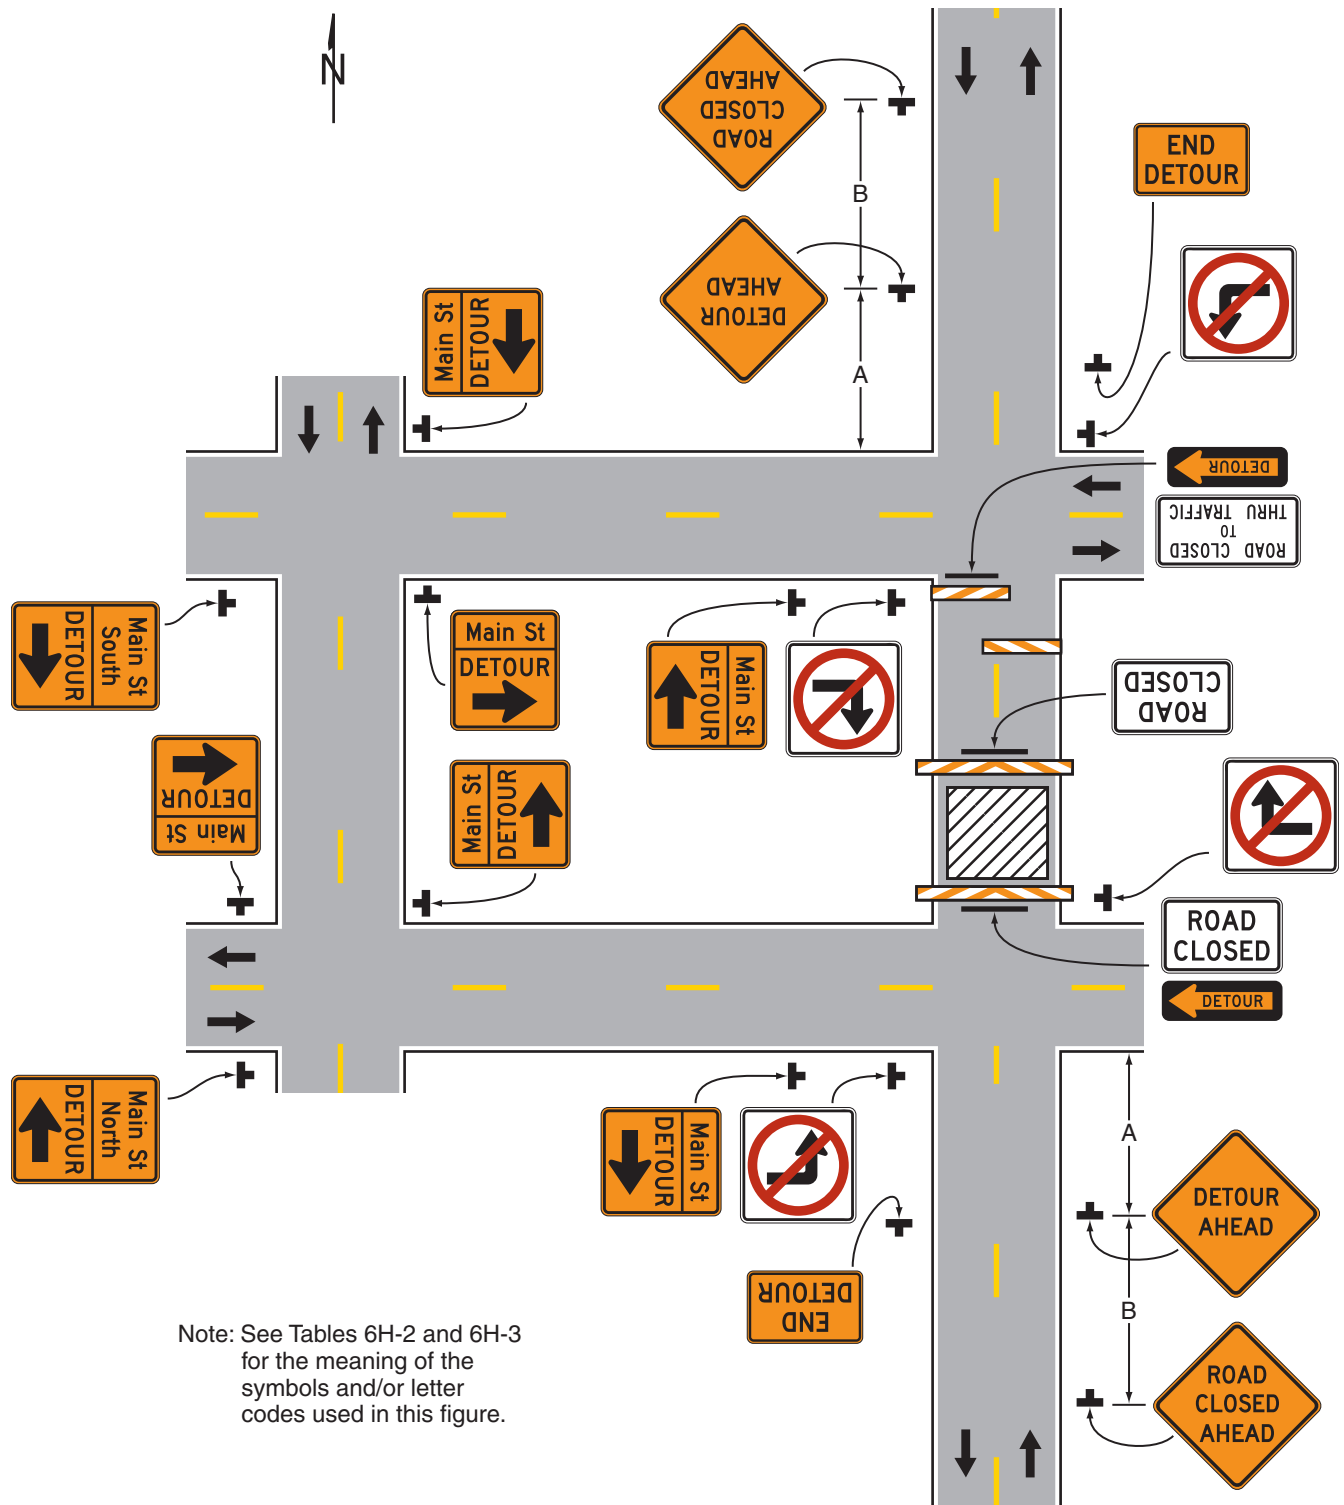 N
ROAD
CLOSED
AHEAD
B
END
DETOUR
DETOUR
AHEAD
A
Main St
DETOUR
DETOUR
ROAD CLOSED
TO
THRU TRAFFIC
Main St
South
DETOUR
Main St
DETOUR
Main St
DETOUR
ROAD
CLOSED
Main St
DETOUR
Main St
DETOUR
ROAD
CLOSED
DETOUR
Main St
North
DETOUR
Main St
DETOUR
A
DETOUR
AHEAD
END
DETOUR
B
ROAD
CLOSED
AHEAD
Note: See Tables 6H-2 and 6H-3
for the meaning of the
symbols and/or letter
codes used in this figure.